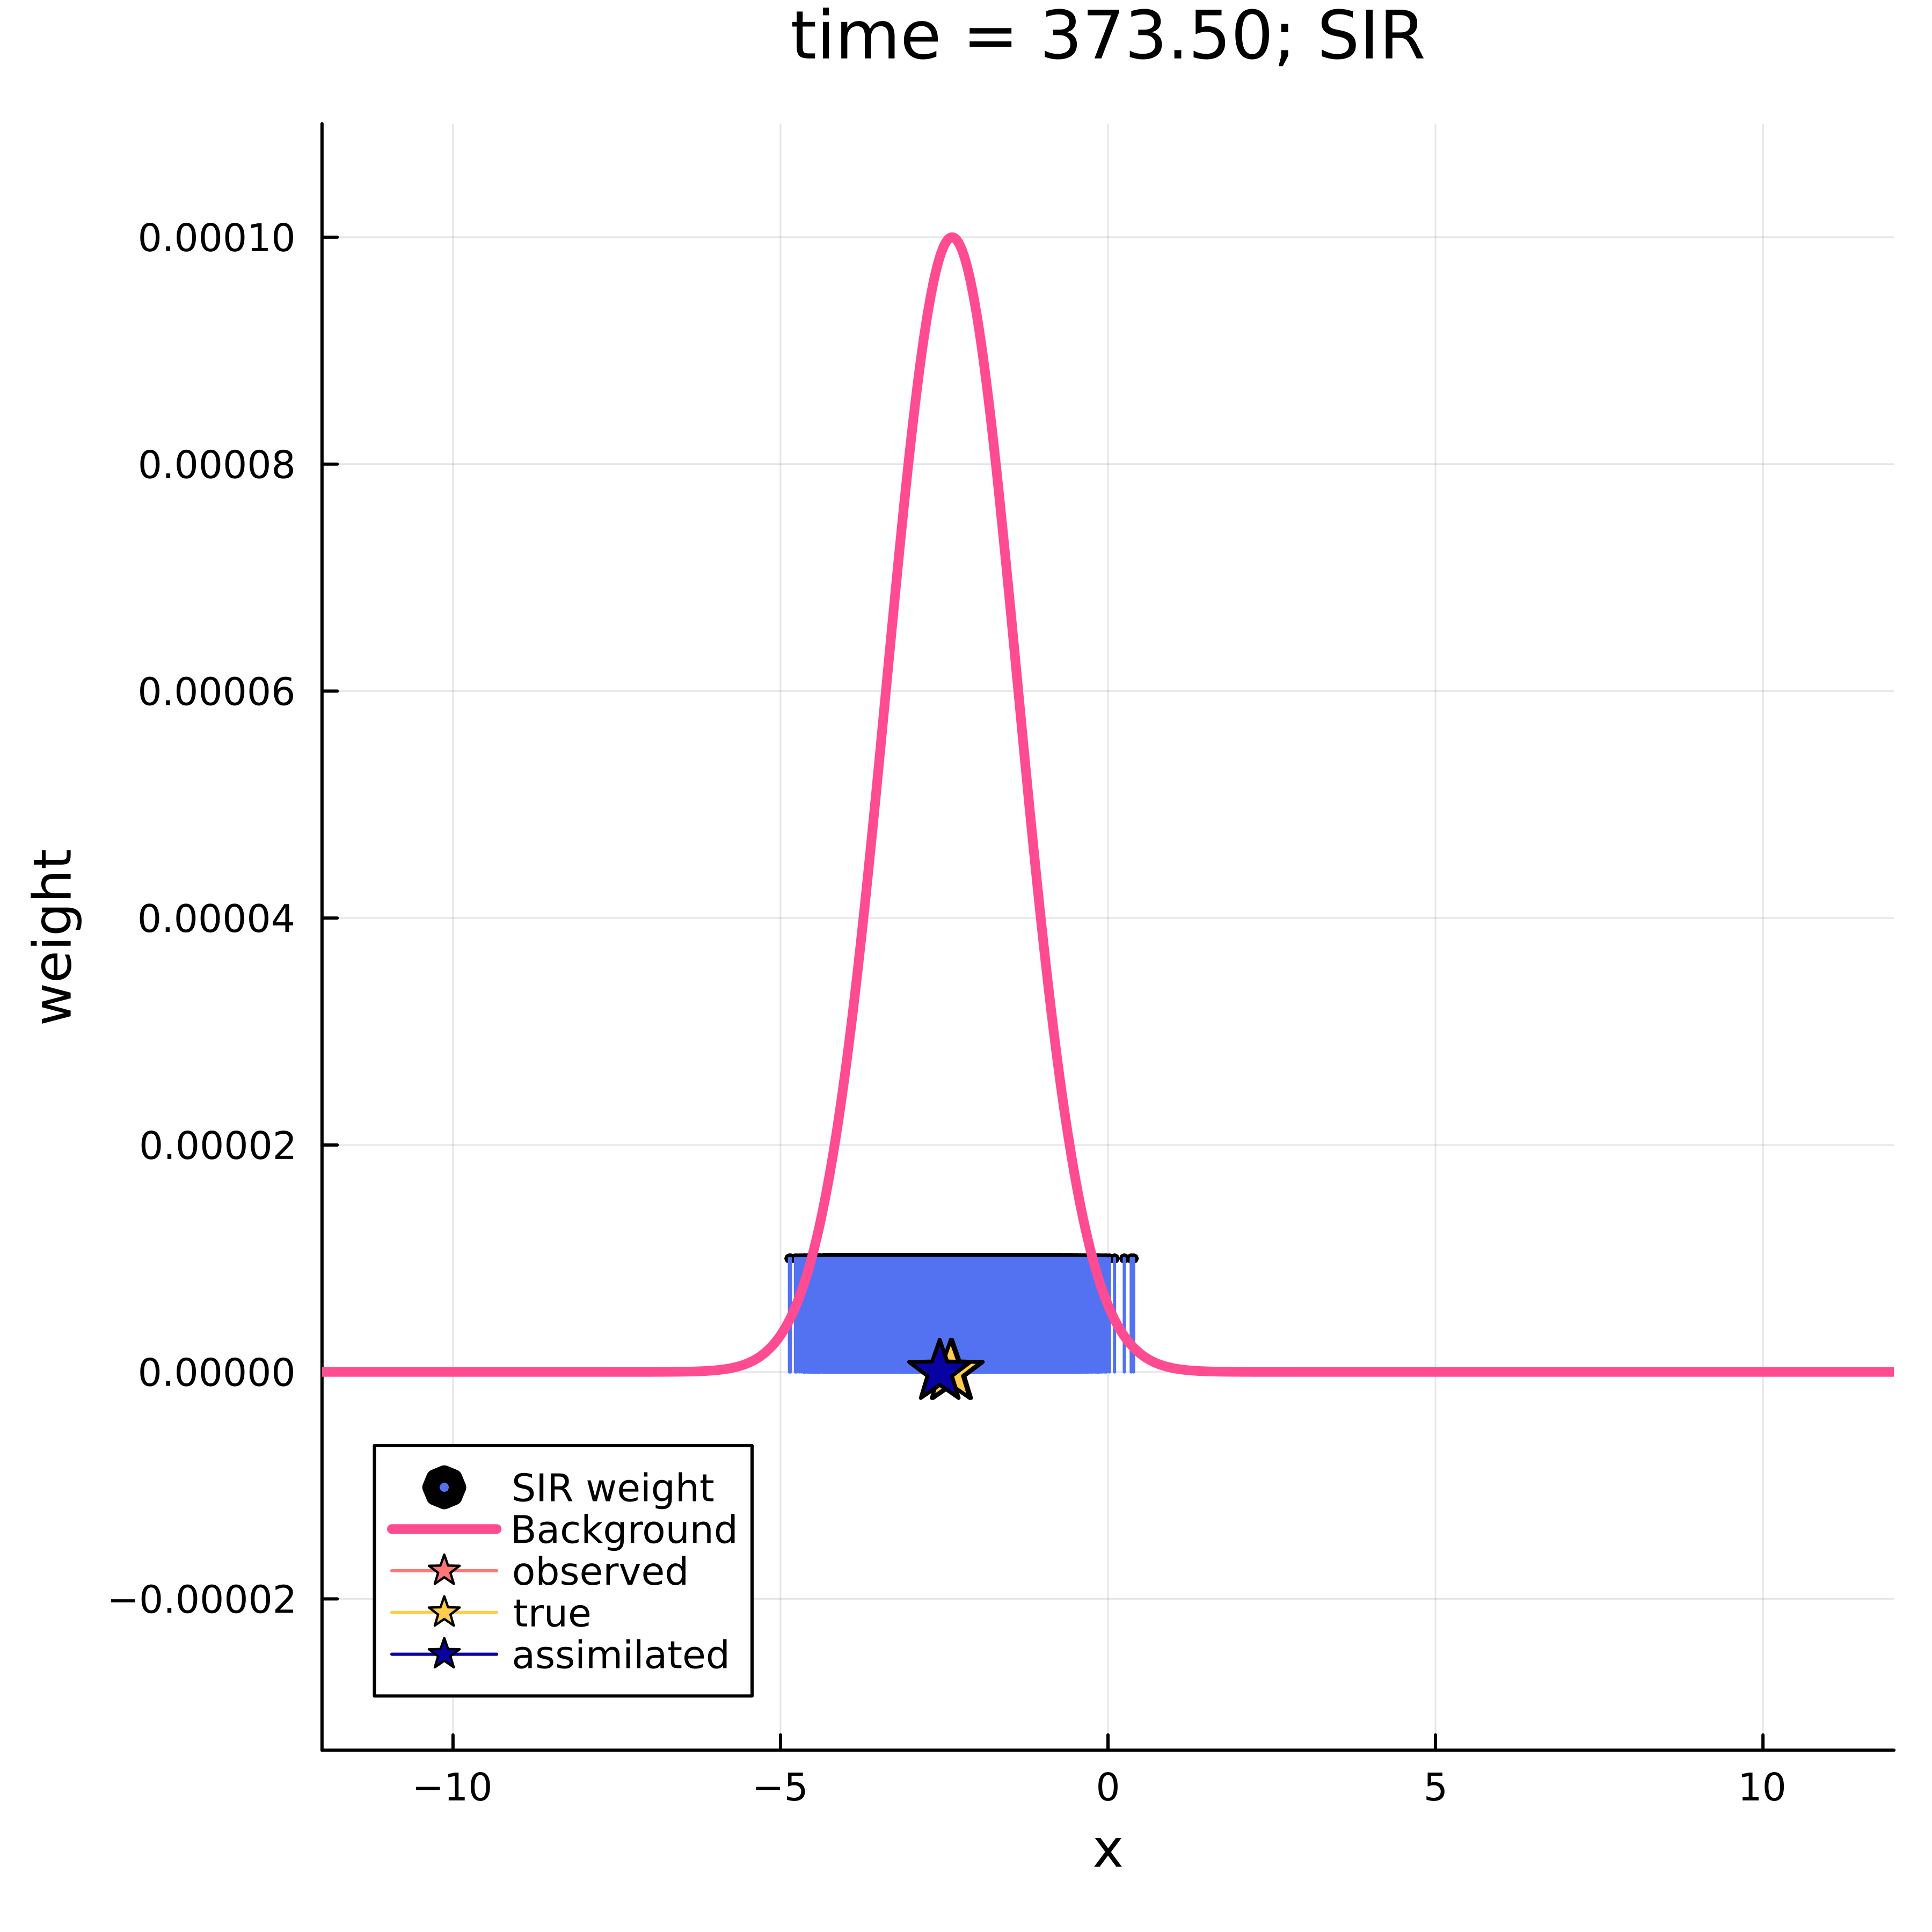 time = 373.50; SIR
weight
0.00010
0.00008
0.00006
0.00004
0.00002
0.00000
−0.00002
SIR weight
Background
observed
true
assimilated
−10
−5
0
5
10
x